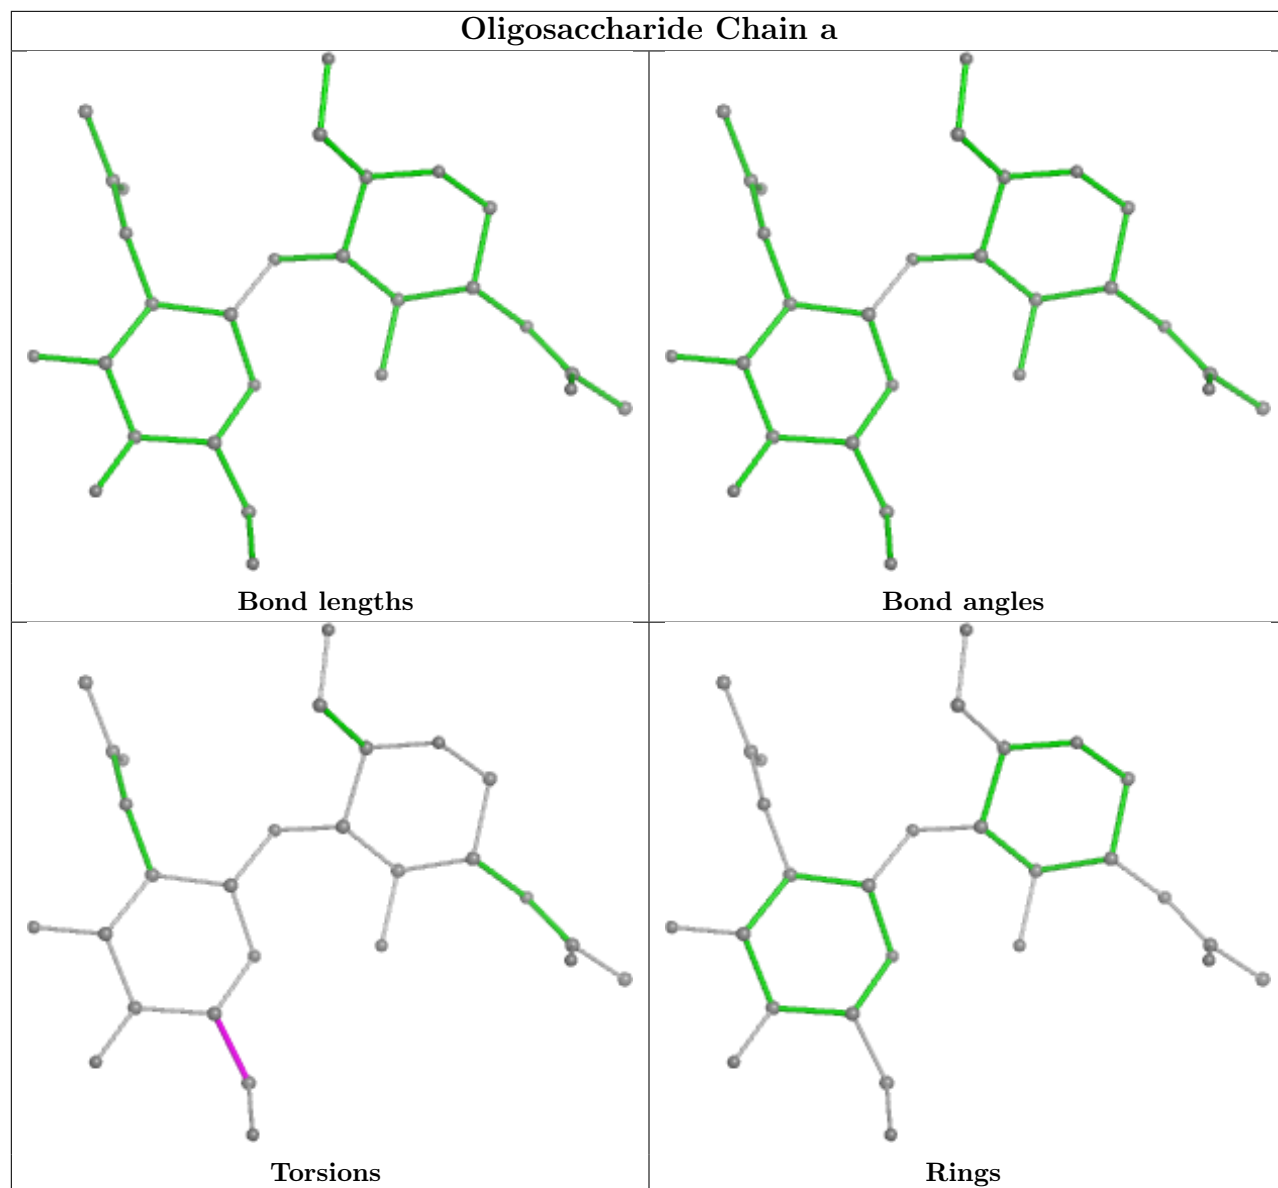 Oligosaccharide Chain a
Bond lengths
Bond angles
Torsions
Rings